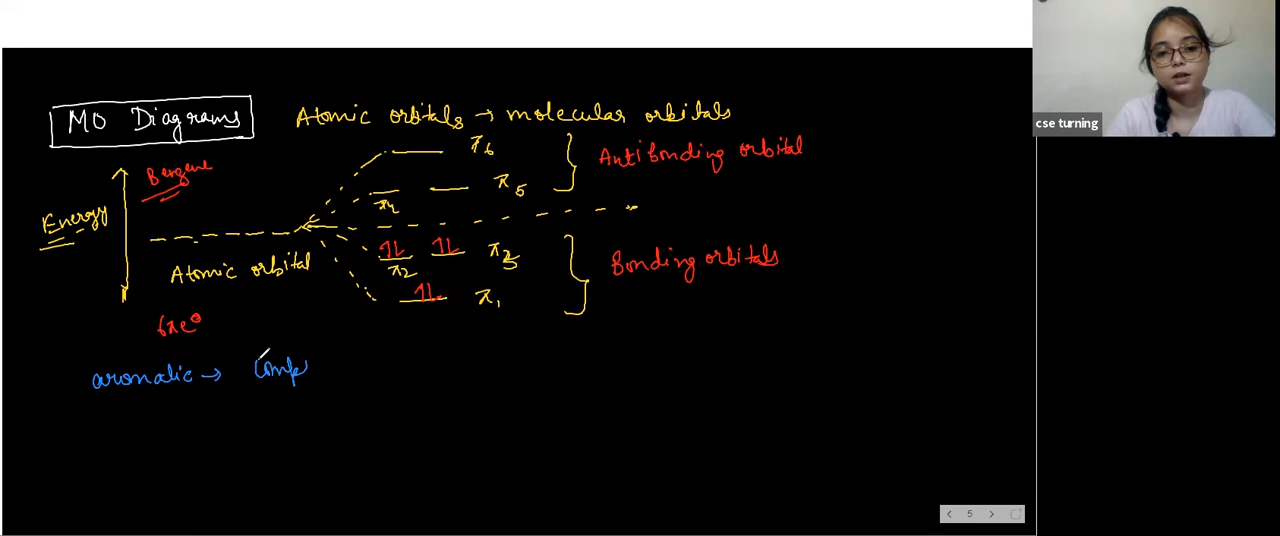 MO Diagrams
Atomic orbitals → molecular orbitals
Benzene
π6
Antibonding orbital
π5
π4
Energy
Atomic orbital
π2
π3
Bonding orbitals
π1
6πe⊖
aromatic → Comp
cse turning
5